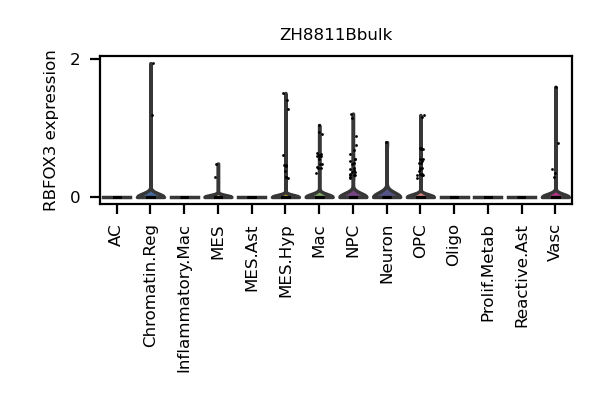 ZH8811Bbulk
RBFOX3 expression
2
0
AC
Chromatin.Reg
Inflammatory.Mac
MES
MES.Ast
MES.Hyp
Mac
NPC
Neuron
OPC
Oligo
Prolif.Metab
Reactive.Ast
Vasc